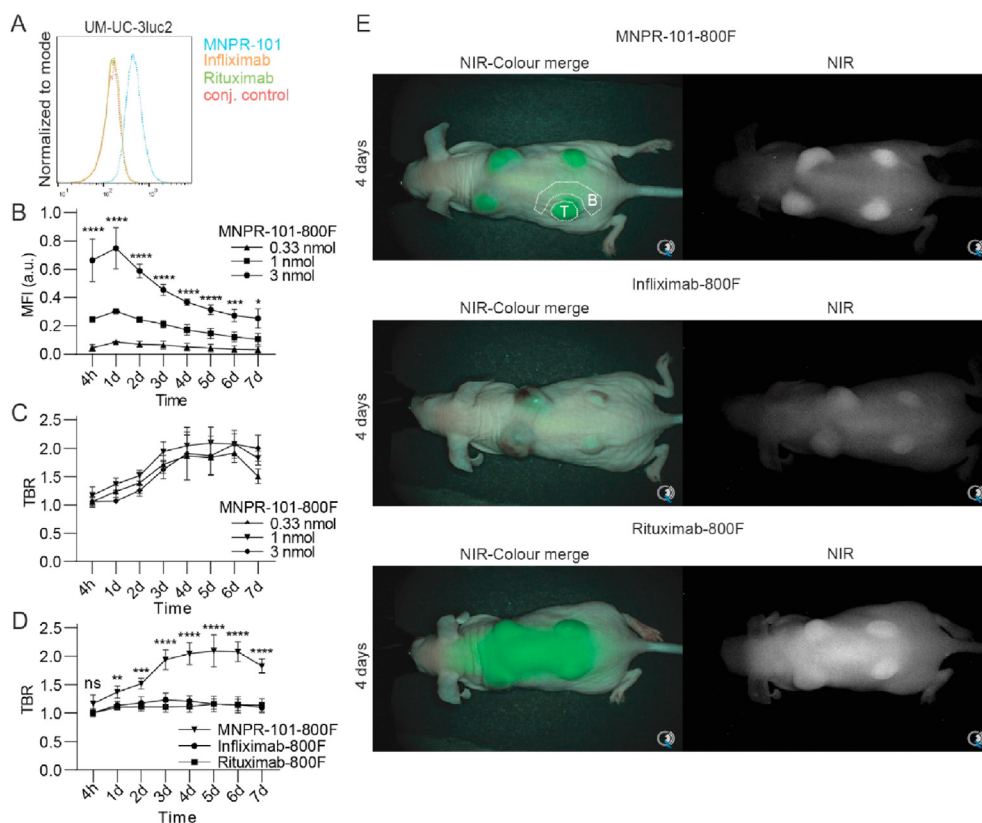 A
UM-UC-3luc2
MNPR-101
Infliximab
Rituximab
conj. control
Normalized to mode
10¹ 10² 10³
B
MNPR-101-800F
0.33 nmol
1 nmol
3 nmol
**** **** **** **** **** **** *** *
MFI (a.u.)
1.0
0.8
0.6
0.4
0.2
0.0
4h 1d 2d 3d 4d 5d 6d 7d
Time
C
TBR
2.5
2.0
1.5
1.0
0.5
0.0
MNPR-101-800F
0.33 nmol
1 nmol
3 nmol
4h 1d 2d 3d 4d 5d 6d 7d
Time
D
TBR
2.5
2.0
1.5
1.0
0.5
0.0
ns ** *** **** **** **** **** ****
MNPR-101-800F
Infliximab-800F
Rituximab-800F
4h 1d 2d 3d 4d 5d 6d 7d
Time
E
MNPR-101-800F
NIR-Colour merge NIR
4 days
T B
Infliximab-800F
NIR-Colour merge NIR
4 days
Rituximab-800F
NIR-Colour merge NIR
4 days